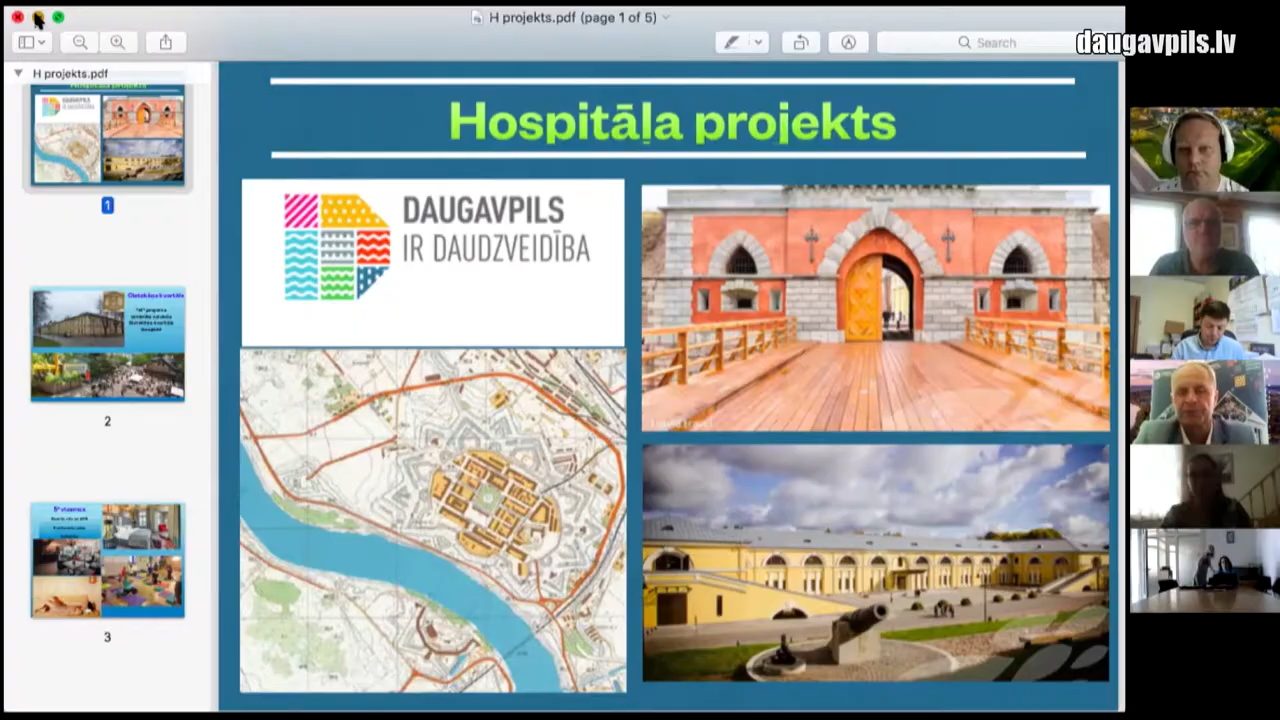 H projekts.pdf (page 1 of 5)
Search
daugavpils.lv
H projekts.pdf
1
2
3
Hospitāļa projekts
DAUGAVPILS
IR DAUDZVEIDĪBA